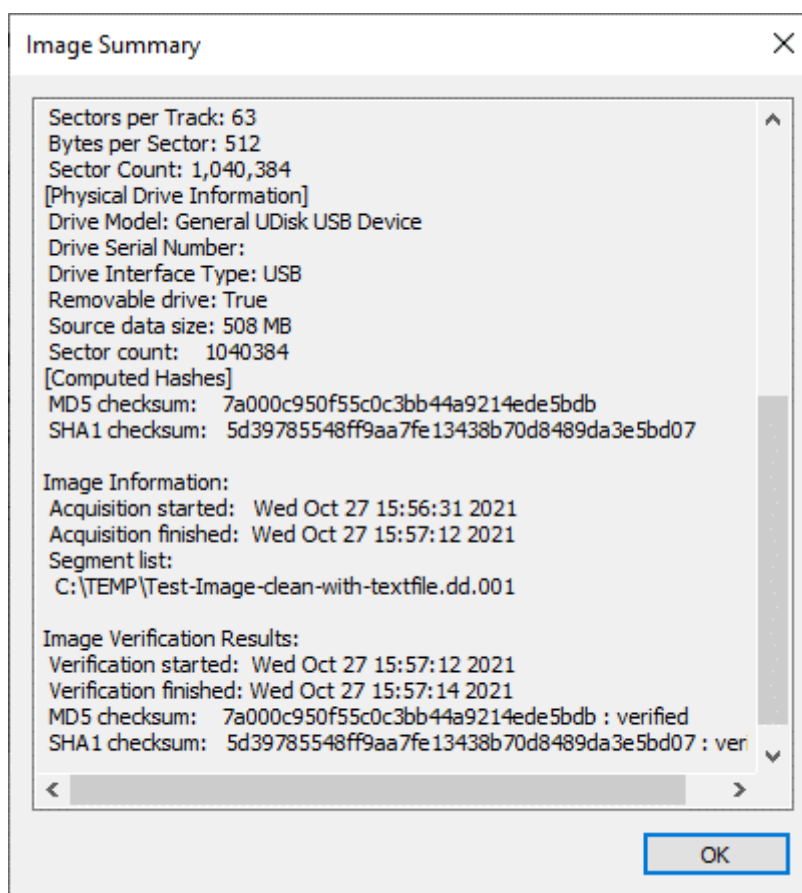 Image Summary
Sectors per Track: 63
Bytes per Sector: 512
Sector Count: 1,040,384
[Physical Drive Information]
Drive Model: General UDisk USB Device
Drive Serial Number:
Drive Interface Type: USB
Removable drive: True
Source data size: 508 MB
Sector count: 1040384
[Computed Hashes]
MD5 checksum: 7a000c950f55c0c3bb44a9214ede5bdb
SHA1 checksum: 5d39785548ff9aa7fe13438b70d8489da3e5bd07
Image Information:
Acquisition started: Wed Oct 27 15:56:31 2021
Acquisition finished: Wed Oct 27 15:57:12 2021
Segment list:
C:\TEMP\Test-Image-clean-with-textfile.dd.001
Image Verification Results:
Verification started: Wed Oct 27 15:57:12 2021
Verification finished: Wed Oct 27 15:57:14 2021
MD5 checksum: 7a000c950f55c0c3bb44a9214ede5bdb : verified
SHA1 checksum: 5d39785548ff9aa7fe13438b70d8489da3e5bd07 : veri
OK